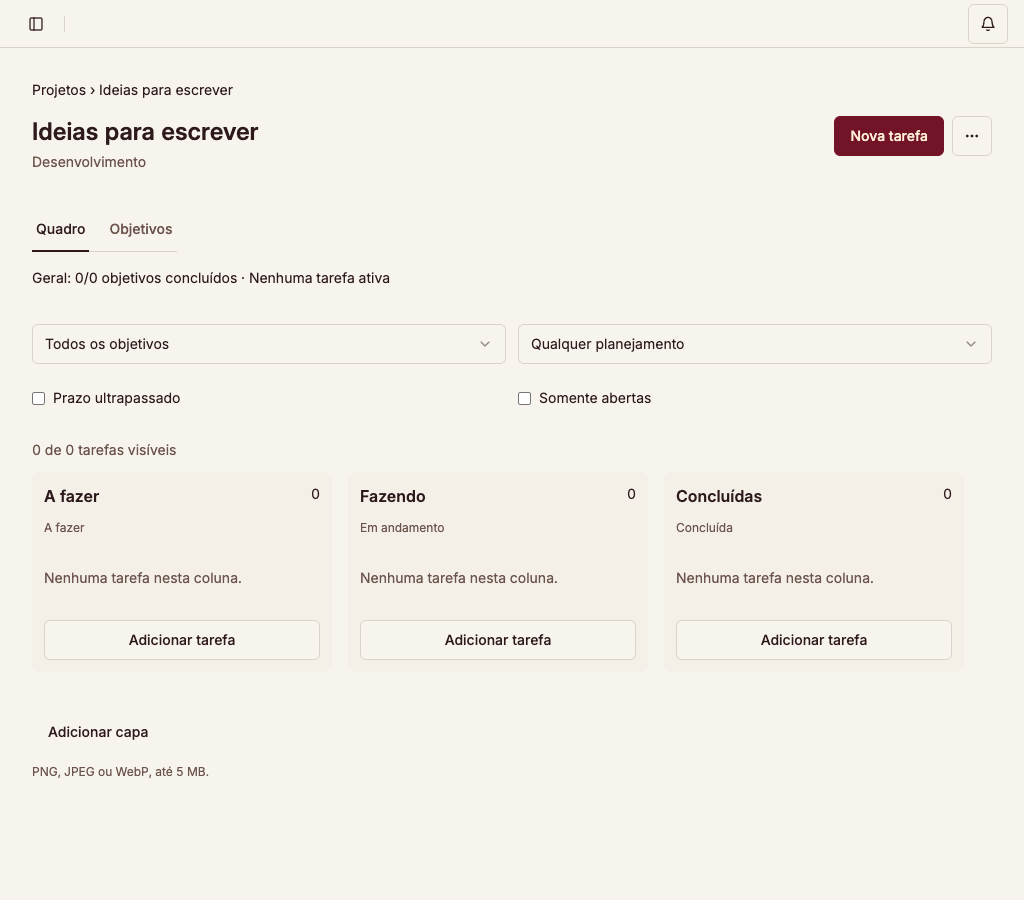 Projetos › Ideias para escrever
Ideias para escrever
Desenvolvimento
Nova tarefa
Quadro
Objetivos
Geral: 0/0 objetivos concluídos · Nenhuma tarefa ativa
Todos os objetivos
Qualquer planejamento
Prazo ultrapassado
Somente abertas
0 de 0 tarefas visíveis
A fazer
0
A fazer
Nenhuma tarefa nesta coluna.
Adicionar tarefa
Fazendo
0
Em andamento
Nenhuma tarefa nesta coluna.
Adicionar tarefa
Concluídas
0
Concluída
Nenhuma tarefa nesta coluna.
Adicionar tarefa
Adicionar capa
PNG, JPEG ou WebP, até 5 MB.